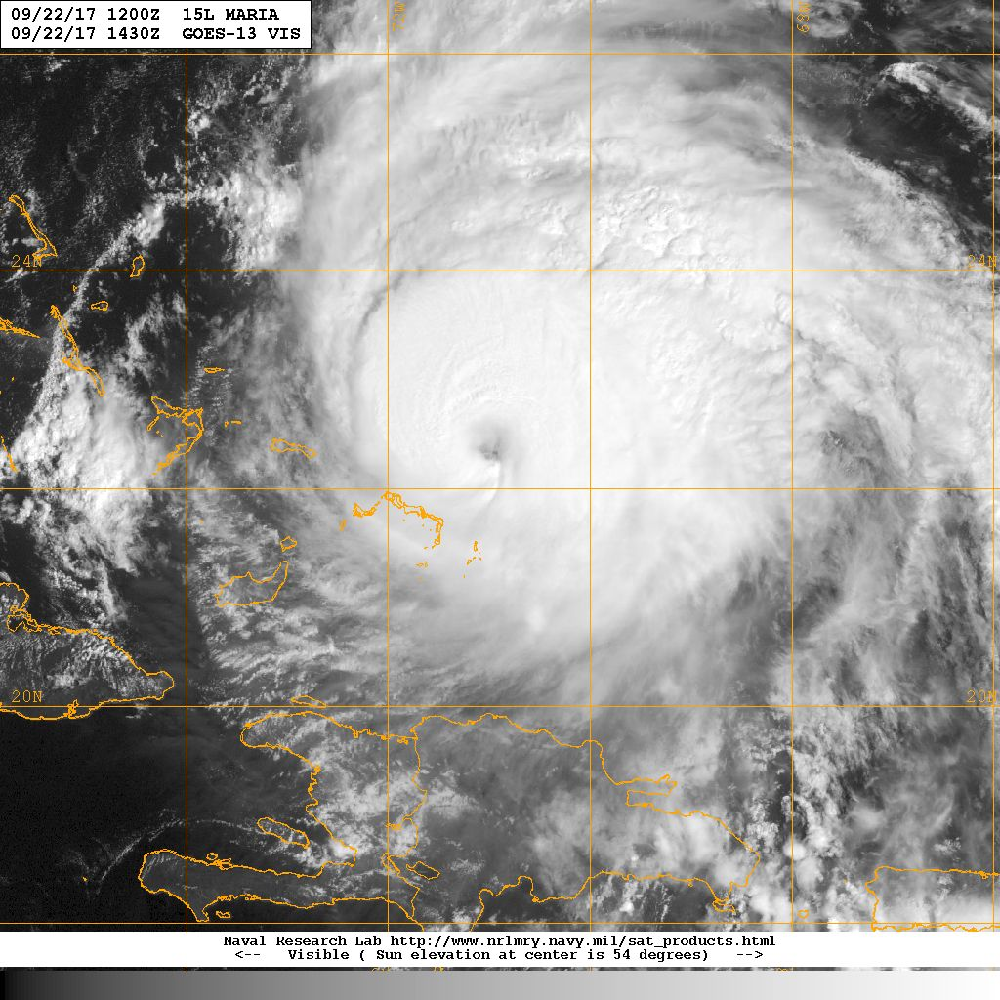 09/22/17 1200Z 15L MARIA
09/22/17 1430Z GOES-13 VIS
72W
68W
24N
24N
20N
20N
Naval Research Lab http://www.nrlmry.navy.mil/sat_products.html
<-- Visible ( Sun elevation at center is 54 degrees) -->